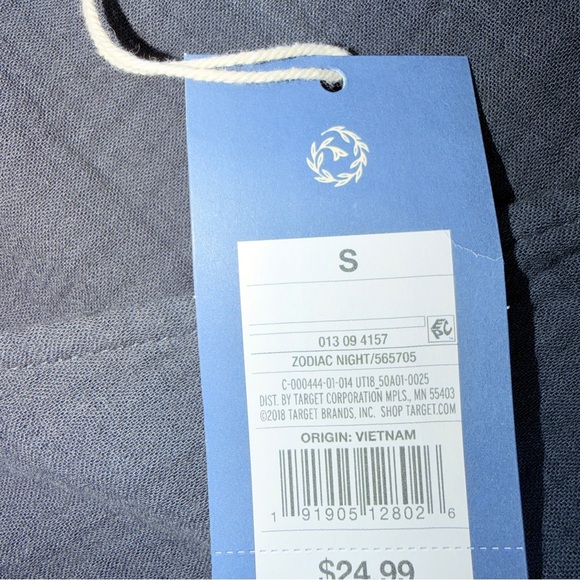 S
013 09 4157
ZODIAC NIGHT/565705
C-000444-01-014 UT18_50A01-0025
DIST. BY TARGET CORPORATION MPLS., MN 55403
©2018 TARGET BRANDS, INC. SHOP TARGET.COM
ORIGIN: VIETNAM
1 91905 12802 6
$24.99